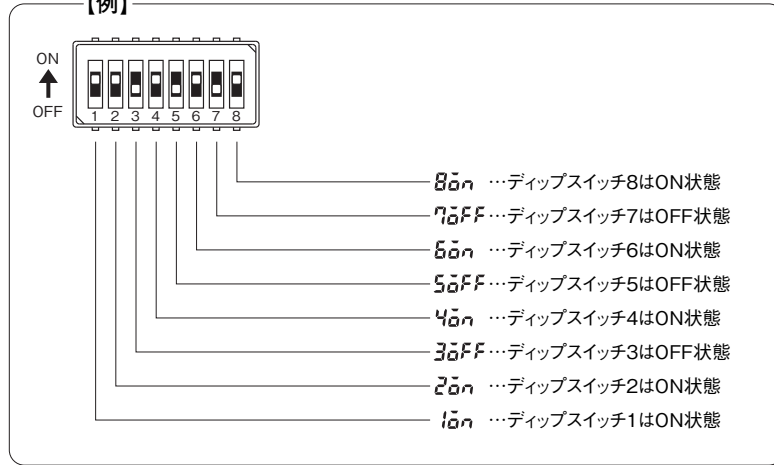 【例】
ON
OFF
1 2 3 4 5 6 7 8
8on …ディップスイッチ8はON状態
7oFF…ディップスイッチ7はOFF状態
6on …ディップスイッチ6はON状態
5oFF…ディップスイッチ5はOFF状態
4on …ディップスイッチ4はON状態
3oFF…ディップスイッチ3はOFF状態
2on …ディップスイッチ2はON状態
1on …ディップスイッチ1はON状態